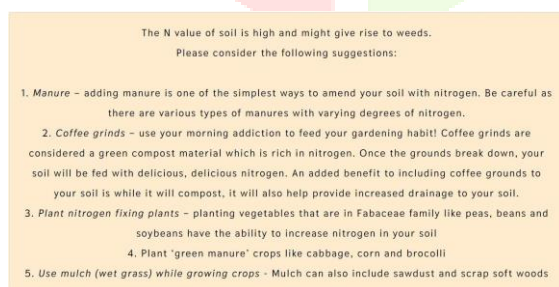 The N value of soil is high and might give rise to weeds.
Please consider the following suggestions:
1. Manure – adding manure is one of the simplest ways to amend your soil with nitrogen. Be careful as
there are various types of manures with varying degrees of nitrogen.
2. Coffee grinds – use your morning addiction to feed your gardening habit! Coffee grinds are
considered a green compost material which is rich in nitrogen. Once the grounds break down, your
soil will be fed with delicious, delicious nitrogen. An added benefit to including coffee grounds to
your soil is while it will compost, it will also help provide increased drainage to your soil.
3. Plant nitrogen fixing plants – planting vegetables that are in Fabaceae family like peas, beans and
soybeans have the ability to increase nitrogen in your soil
4. Plant 'green manure' crops like cabbage, corn and brocolli
5. Use mulch (wet grass) while growing crops - Mulch can also include sawdust and scrap soft woods